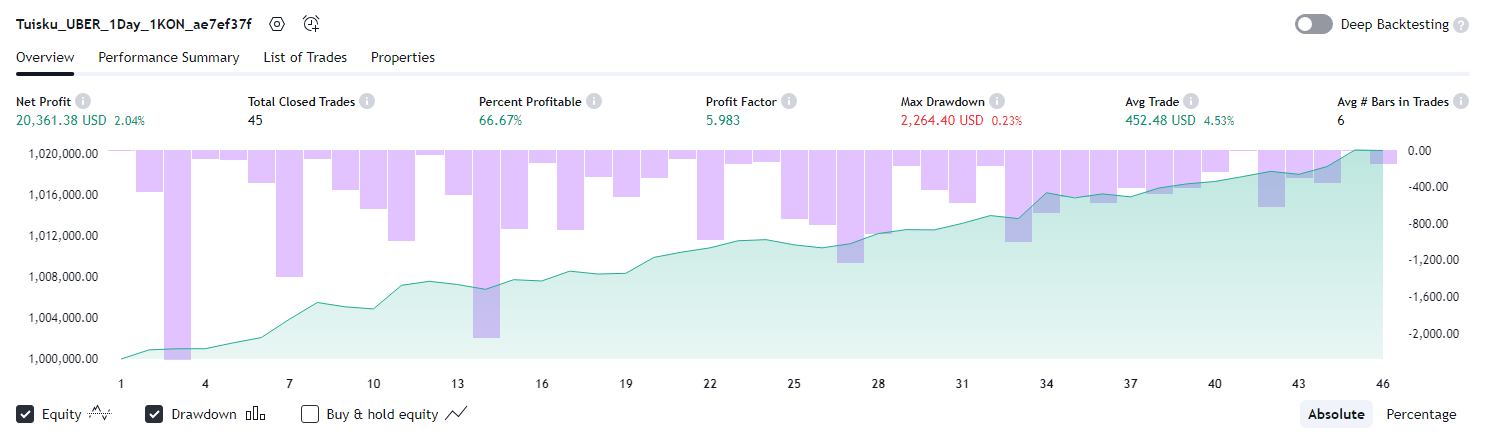 Tuisku_UBER_1Day_1KON_ae7ef37f
Deep Backtesting
Overview Performance Summary List of Trades Properties
Net Profit Total Closed Trades Percent Profitable Profit Factor Max Drawdown Avg Trade Avg # Bars in Trades
20,361.38 USD 2.04% 45 66.67% 5.983 2,264.40 USD 0.23% 452.48 USD 4.53% 6
1,020,000.00 0.00
1,016,000.00 -400.00
1,012,000.00 -800.00
1,008,000.00 -1,200.00
1,004,000.00 -1,600.00
1,000,000.00 -2,000.00
1 4 7 10 13 16 19 22 25 28 31 34 37 40 43 46
Equity Drawdown Buy & hold equity Absolute Percentage